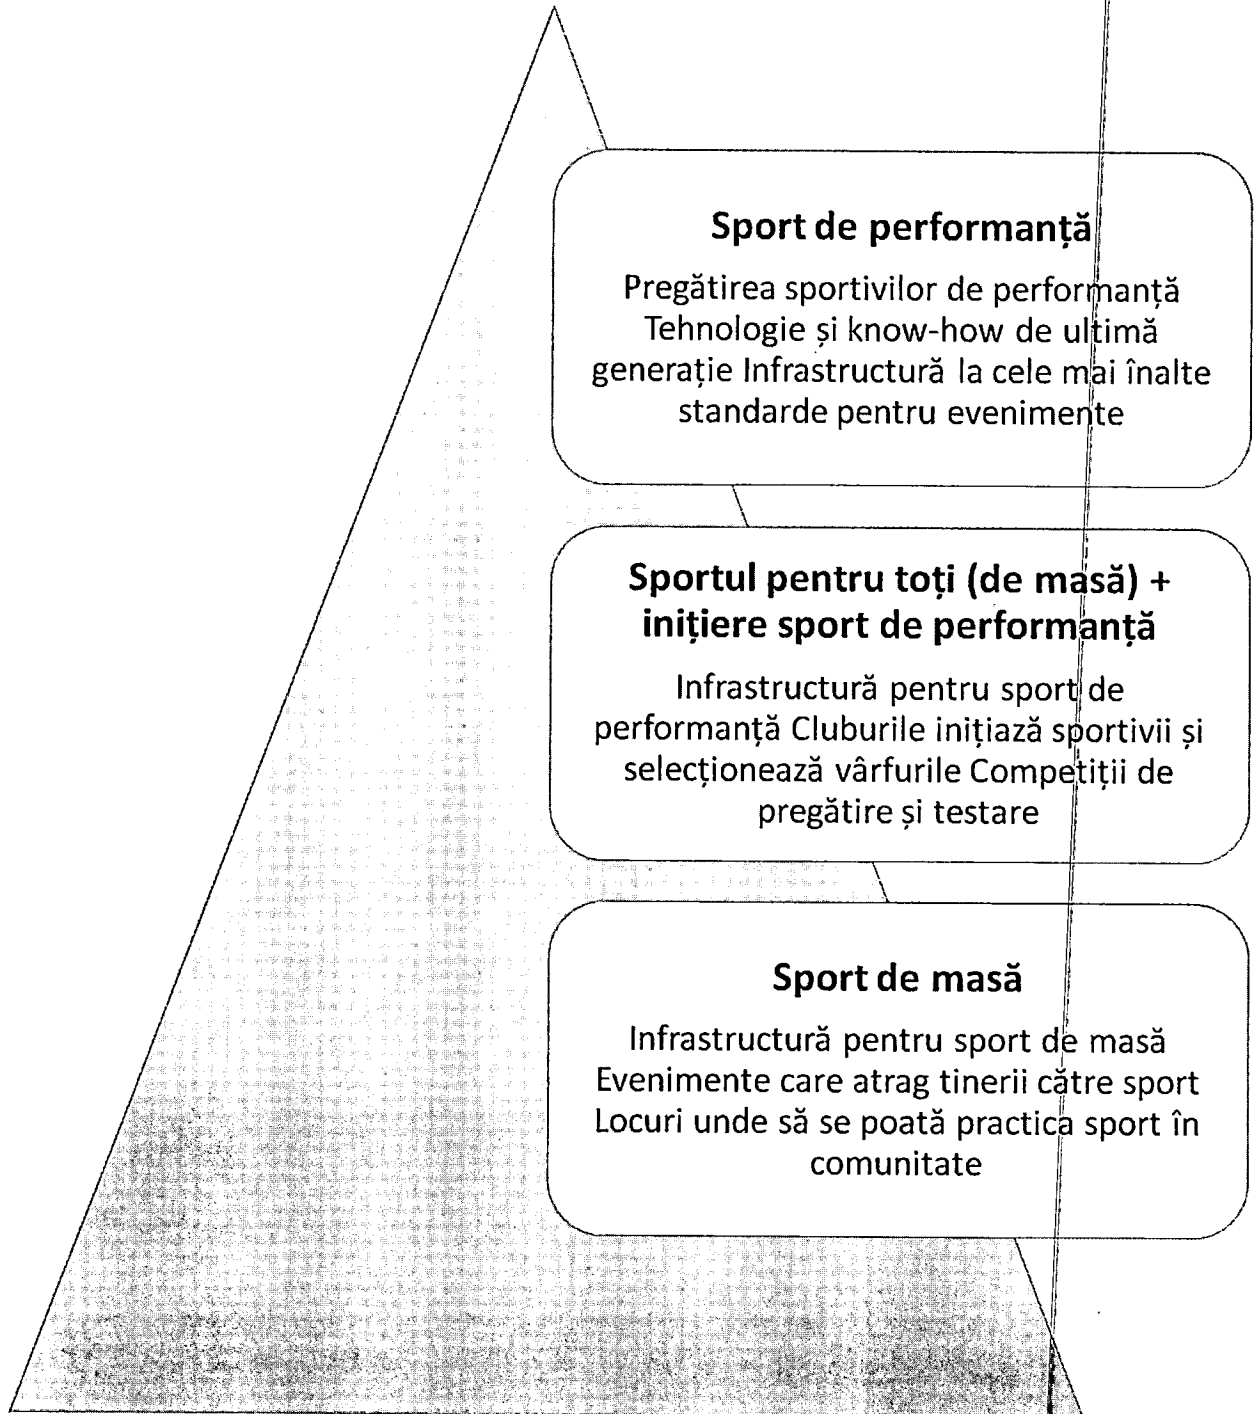 Sport de performanță
Pregătirea sportivilor de performanță
Tehnologie și know-how de ultimă
generație Infrastructură la cele mai înalte
standarde pentru evenimente
Sportul pentru toți (de masă) +
inițiere sport de performanță
Infrastructură pentru sport de
performanță Cluburile inițiază sportivii și
selecționează vârfurile Competiții de
pregătire și testare
Sport de masă
Infrastructură pentru sport de masă
Evenimente care atrag tinerii către sport
Locuri unde să se poată practica sport în
comunitate